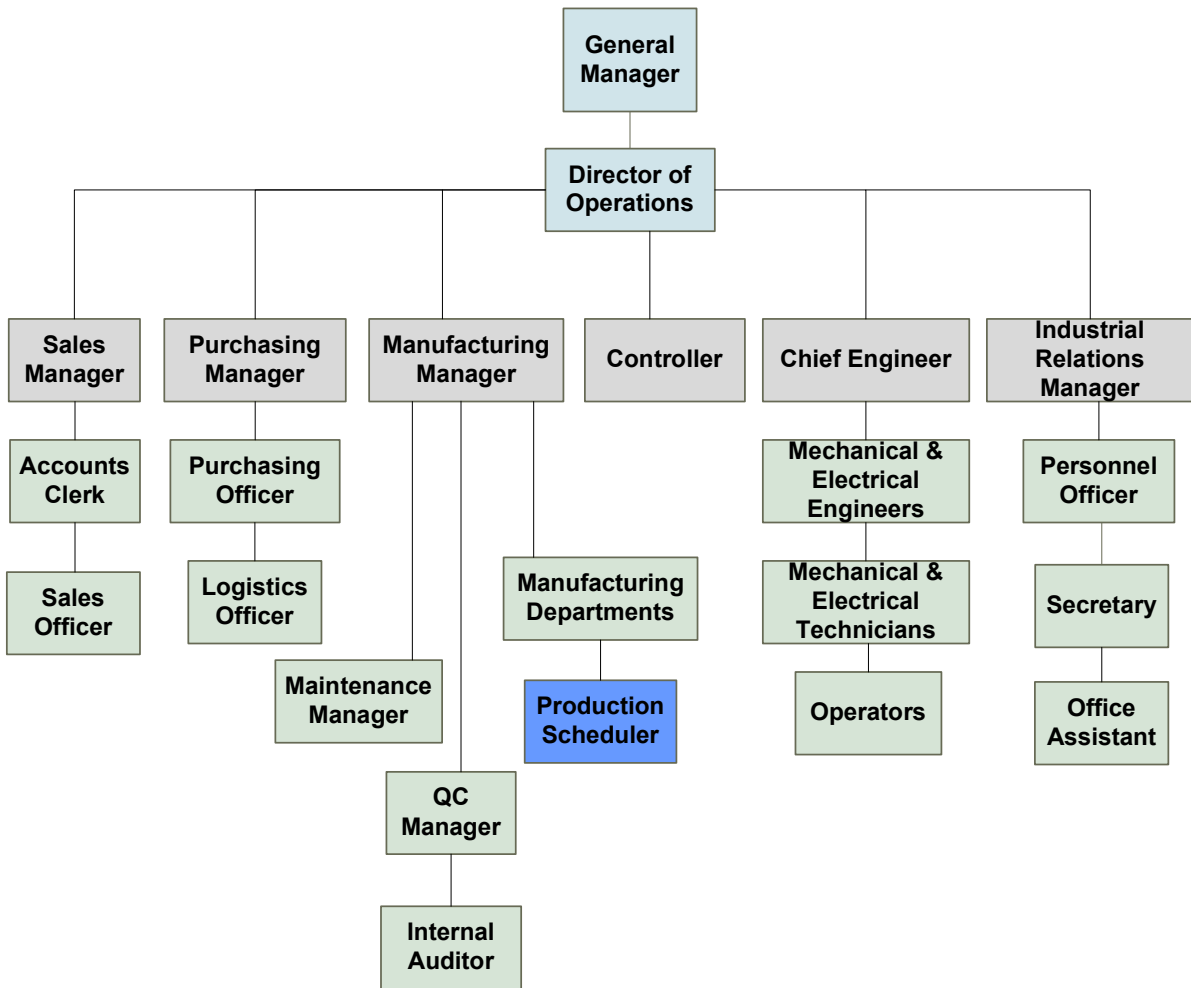 General
Manager
Director of
Operations
Sales
Manager
Purchasing
Manager
Manufacturing
Manager
Controller
Chief Engineer
Industrial
Relations
Manager
Accounts
Clerk
Purchasing
Officer
Mechanical &
Electrical
Engineers
Personnel
Officer
Sales
Officer
Logistics
Officer
Manufacturing
Departments
Mechanical &
Electrical
Technicians
Secretary
Maintenance
Manager
Production
Scheduler
Operators
Office
Assistant
QC
Manager
Internal
Auditor